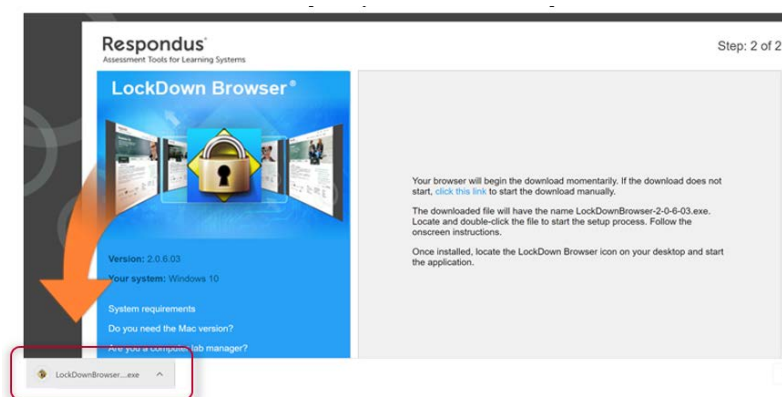 Respondus®
Assessment Tools for Learning Systems
Step: 2 of 2
LockDown Browser®
Version: 2.0.6.03
Your system: Windows 10
System requirements
Do you need the Mac version?
Are you a computer lab manager?
Your browser will begin the download momentarily. If the download does not
start, click this link to start the download manually.
The downloaded file will have the name LockDownBrowser-2-0-6-03.exe.
Locate and double-click the file to start the setup process. Follow the
onscreen instructions.
Once installed, locate the LockDown Browser icon on your desktop and start
the application.
LockDownBrowser....exe